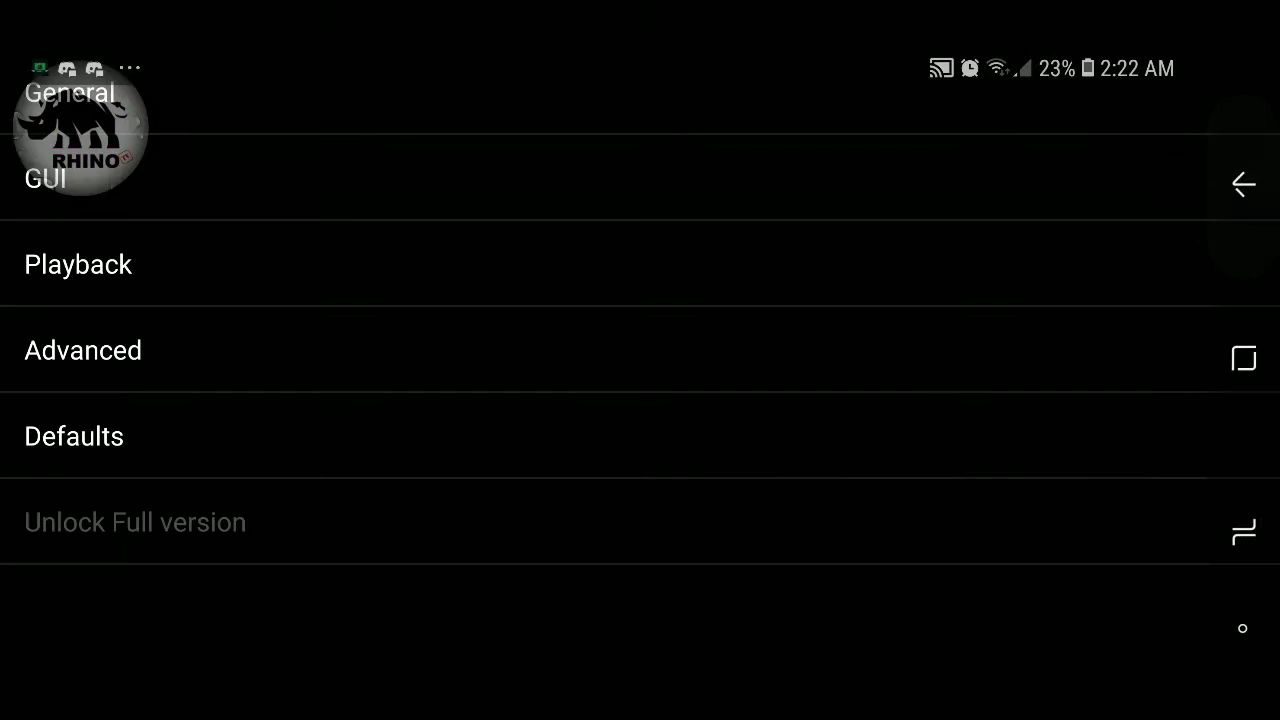 23% 2:22 AM
General
RHINO
GUI
Playback
Advanced
Defaults
Unlock Full version